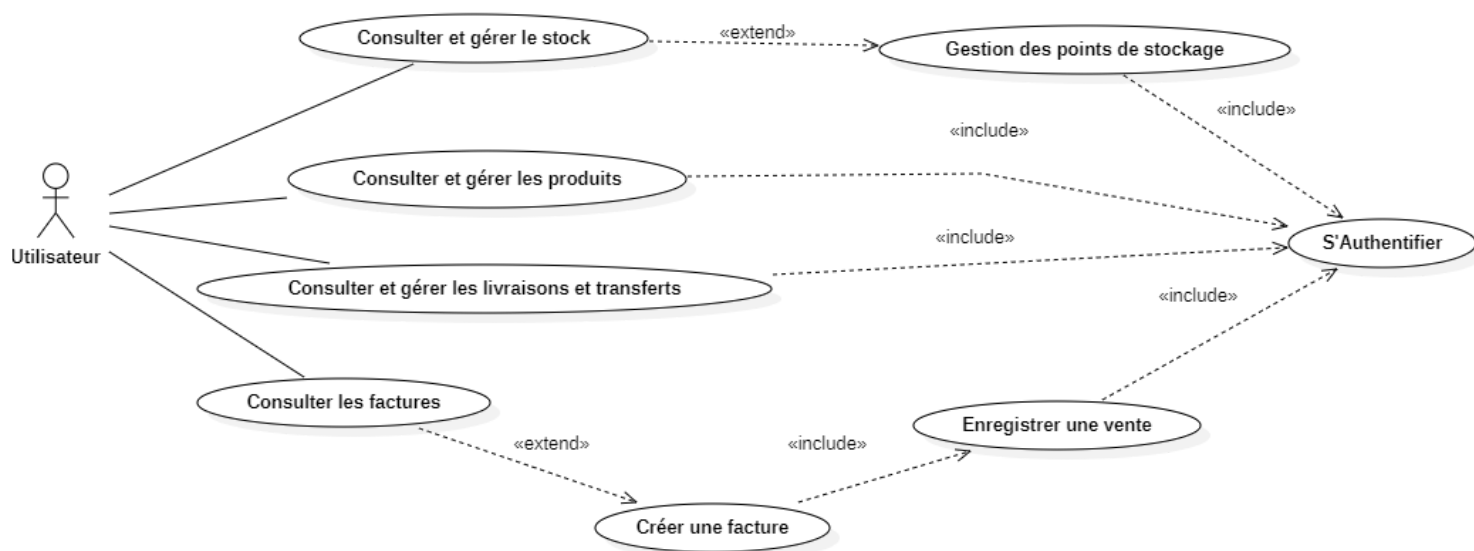 Consulter et gérer le stock
«extend»
Gestion des points de stockage
«include»
«include»
Consulter et gérer les produits
Utilisateur
«include»
S'Authentifier
Consulter et gérer les livraisons et transferts
«include»
Consulter les factures
Enregistrer une vente
«extend»
«include»
Créer une facture